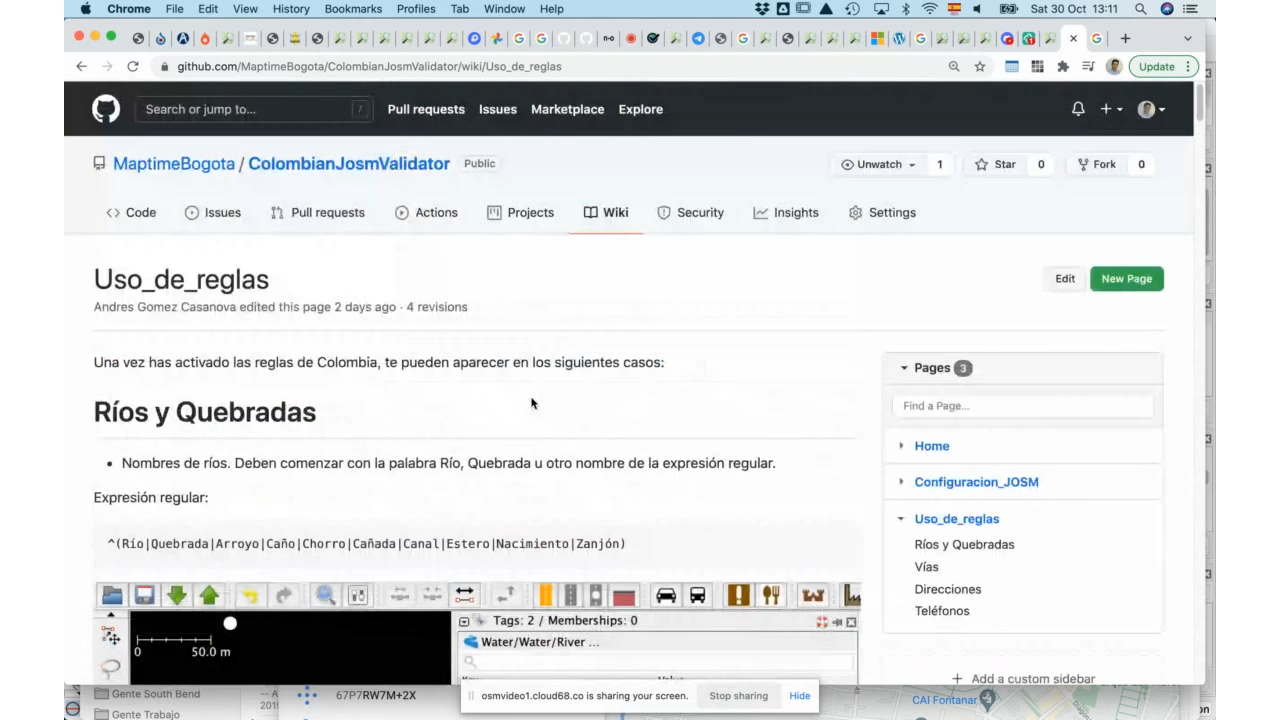 Chrome File Edit View History Bookmarks Profiles Tab Window Help Sat 30 Oct 13:11
github.com/MaptimeBogota/ColombianJosmValidator/wiki/Uso_de_reglas Update
Search or jump to... / Pull requests Issues Marketplace Explore
MaptimeBogota / ColombianJosmValidator Public Unwatch 1 Star 0 Fork 0
Code Issues Pull requests Actions Projects Wiki Security Insights Settings
Uso_de_reglas Edit New Page
Andres Gomez Casanova edited this page 2 days ago · 4 revisions
Una vez has activado las reglas de Colombia, te pueden aparecer en los siguientes casos:
Ríos y Quebradas
• Nombres de ríos. Deben comenzar con la palabra Río, Quebrada u otro nombre de la expresión regular.
Expresión regular:
^(Río|Quebrada|Arroyo|Caño|Chorro|Cañada|Canal|Estero|Nacimiento|Zanjón)
Tags: 2 / Memberships: 0
Water/Water/River ...
0 50.0 m
Pages 3
Find a Page...
Home
Configuracion_JOSM
Uso_de_reglas
Ríos y Quebradas
Vías
Direcciones
Teléfonos
+ Add a custom sidebar
osmvideo1.cloud68.co is sharing your screen. Stop sharing Hide
Gente South Bend
Gente Trabajo
67P7RW7M+2X
CAI Fontanar